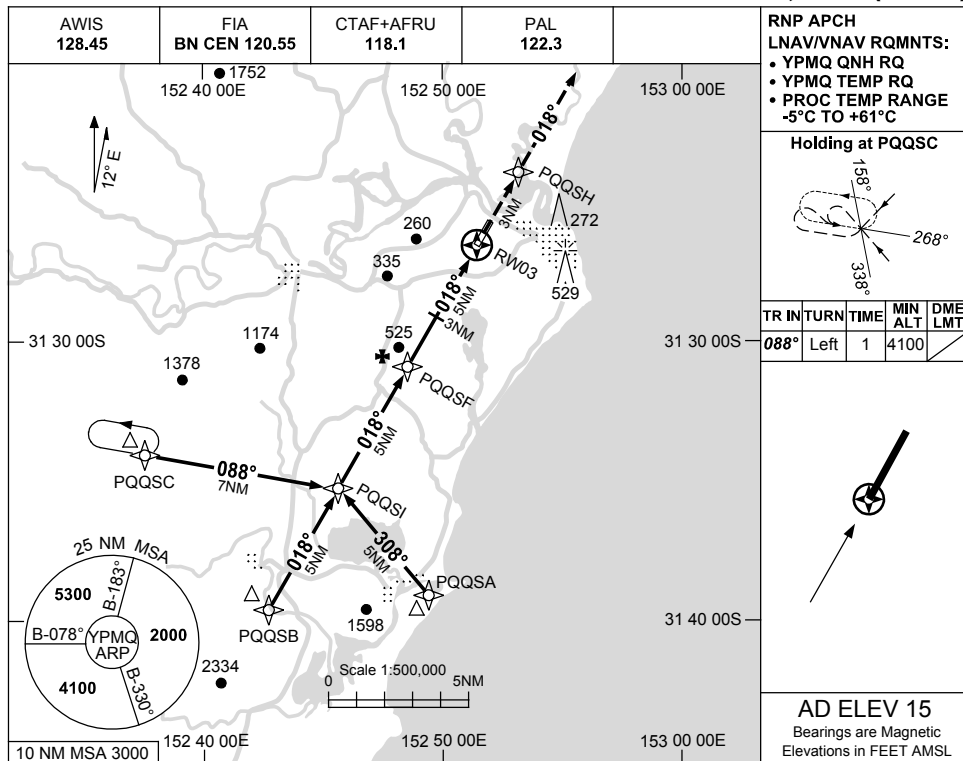 AWIS
128.45
FIA
BN CEN 120.55
CTAF+AFRU
118.1
PAL
122.3
RNP APCH
LNAV/VNAV RQMNTS:
• YPMQ QNH RQ
• YPMQ TEMP RQ
• PROC TEMP RANGE
-5°C TO +61°C
Holding at PQQSC
158°
268°
338°
TR IN TURN TIME MIN ALT DME LMT
088° Left 1 4100
AD ELEV 15
Bearings are Magnetic
Elevations in FEET AMSL
1752
152 40 00E
152 50 00E
153 00 00E
12° E
018°
PQQSH
3NM
272
260
RW03
335
529
018°
5NM
3NM
31 30 00S
31 30 00S
525
1174
1378
PQQSF
018°
5NM
PQQSC
088°
7NM
PQQSI
308°
5NM
018°
5NM
PQQSA
PQQSB
1598
31 40 00S
25 NM MSA
5300
B-183°
B-078°
YPMQ
ARP
2000
4100
B-330°
2334
Scale 1:500,000
0
5NM
10 NM MSA 3000
152 40 00E
152 50 00E
153 00 00E